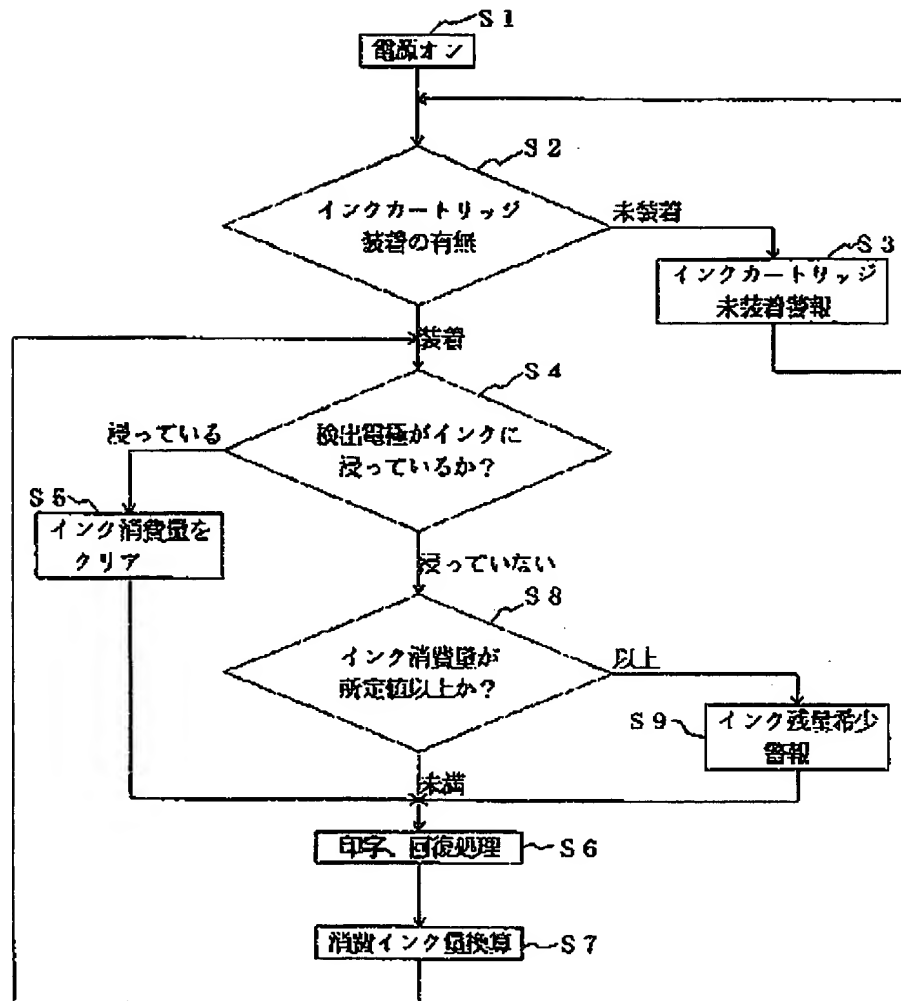 S1
電源オン
S2
インクカートリッジ
装着の有無
未装着
S3
インクカートリッジ
未装着警報
装着
S4
浸っている
検出電極がインクに
浸っているか?
S5
インク消費量を
クリア
浸っていない
S8
インク消費量が
所定値以上か?
以上
S9
インク残量希少
警報
未満
印字、回復処理
S6
消費インク量換算
S7